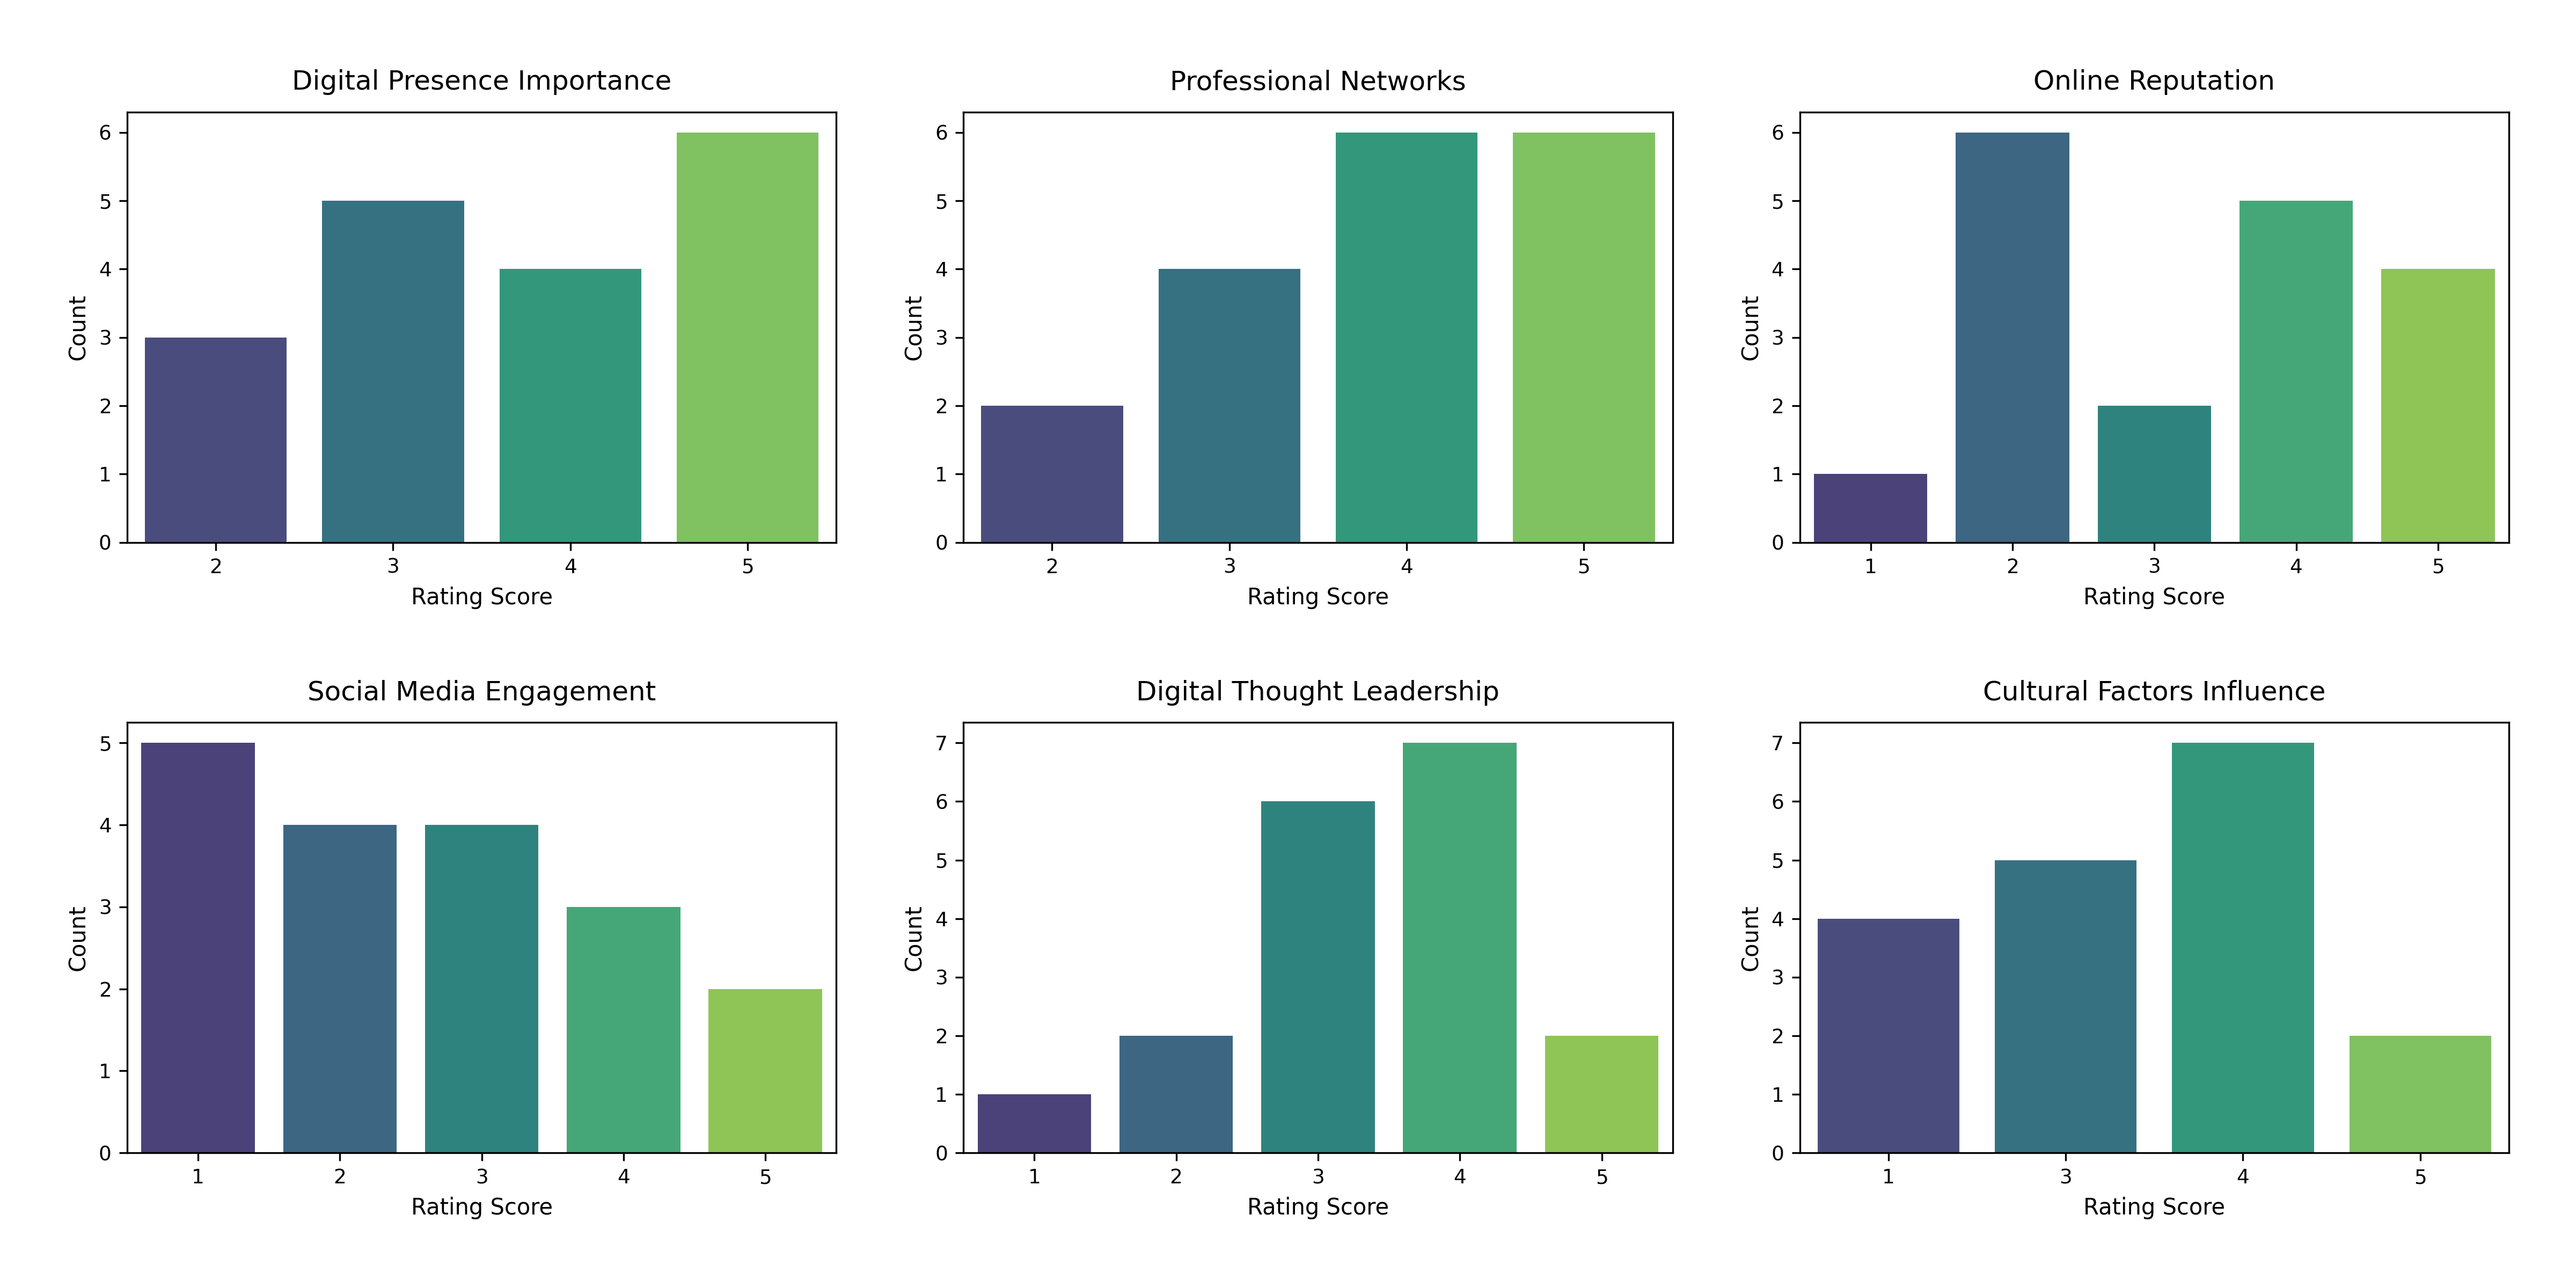 Digital Presence Importance
6
5
4
3
2
1
0
Count
2 3 4 5
Rating Score
Professional Networks
6
5
4
3
2
1
0
Count
2 3 4 5
Rating Score
Online Reputation
6
5
4
3
2
1
0
Count
1 2 3 4 5
Rating Score
Social Media Engagement
5
4
3
2
1
0
Count
1 2 3 4 5
Rating Score
Digital Thought Leadership
7
6
5
4
3
2
1
0
Count
1 2 3 4 5
Rating Score
Cultural Factors Influence
7
6
5
4
3
2
1
0
Count
1 3 4 5
Rating Score